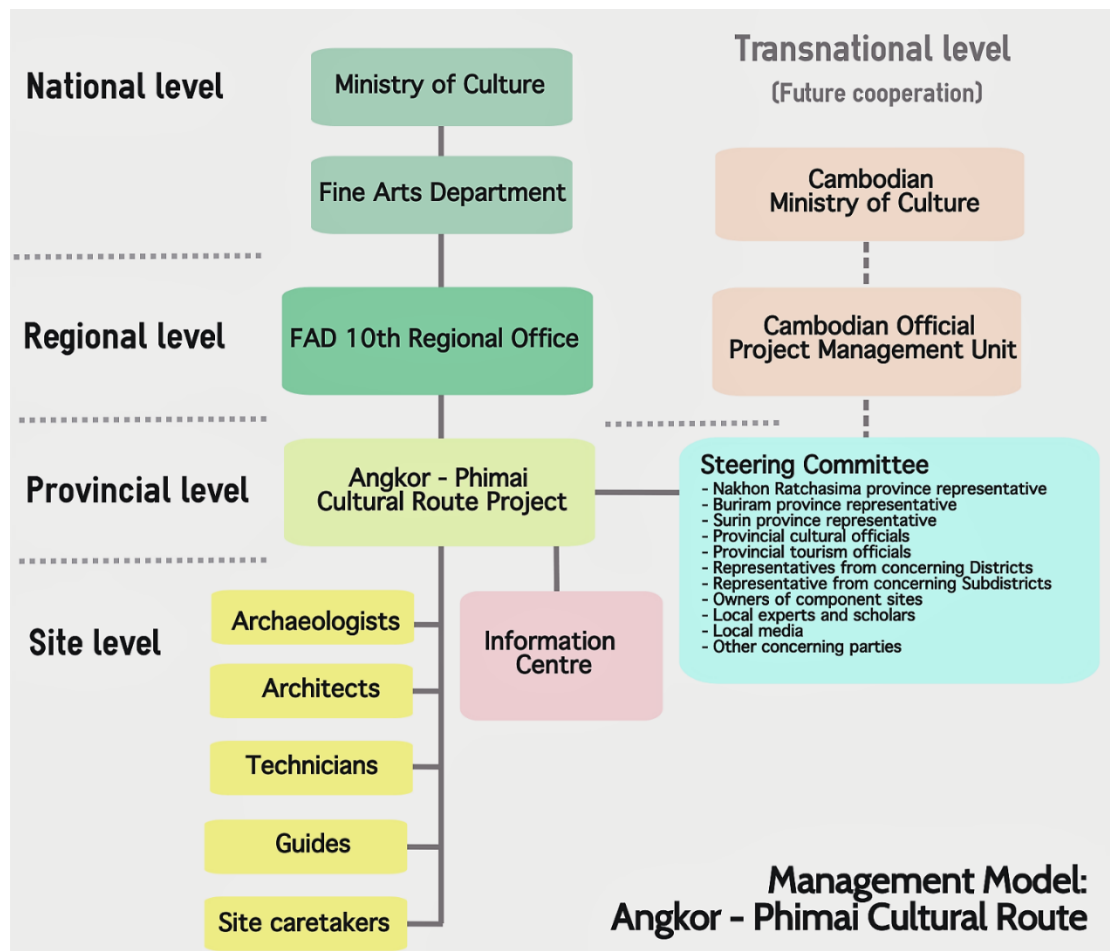 National level
Ministry of Culture
Fine Arts Department
Transnational level
(Future cooperation)
Cambodian
Ministry of Culture
Regional level
FAD 10th Regional Office
Cambodian Official
Project Management Unit
Provincial level
Angkor - Phimai
Cultural Route Project
Steering Committee
- Nakhon Ratchasima province representative
- Buriram province representative
- Surin province representative
- Provincial cultural officials
- Provincial tourism officials
- Representatives from concerning Districts
- Representative from concerning Subdistricts
- Owners of component sites
- Local experts and scholars
- Local media
- Other concerning parties
Site level
Archaeologists
Architects
Technicians
Guides
Site caretakers
Information
Centre
Management Model:
Angkor - Phimai Cultural Route